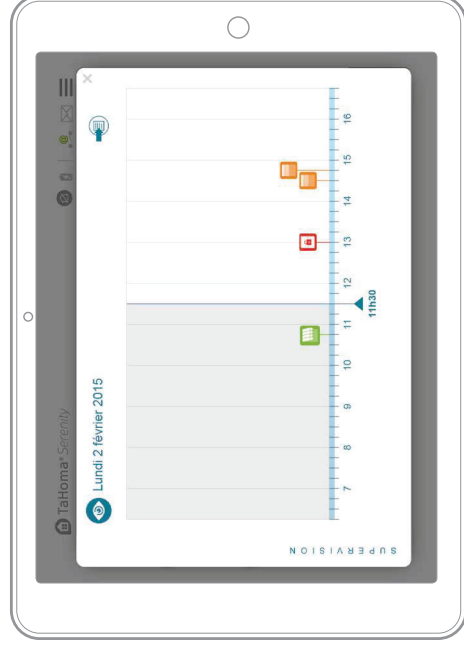 TaHoma® Serenity
Lundi 2 février 2015
7 8 9 10 11 12 13 14 15 16
11h30
SUPERVISION